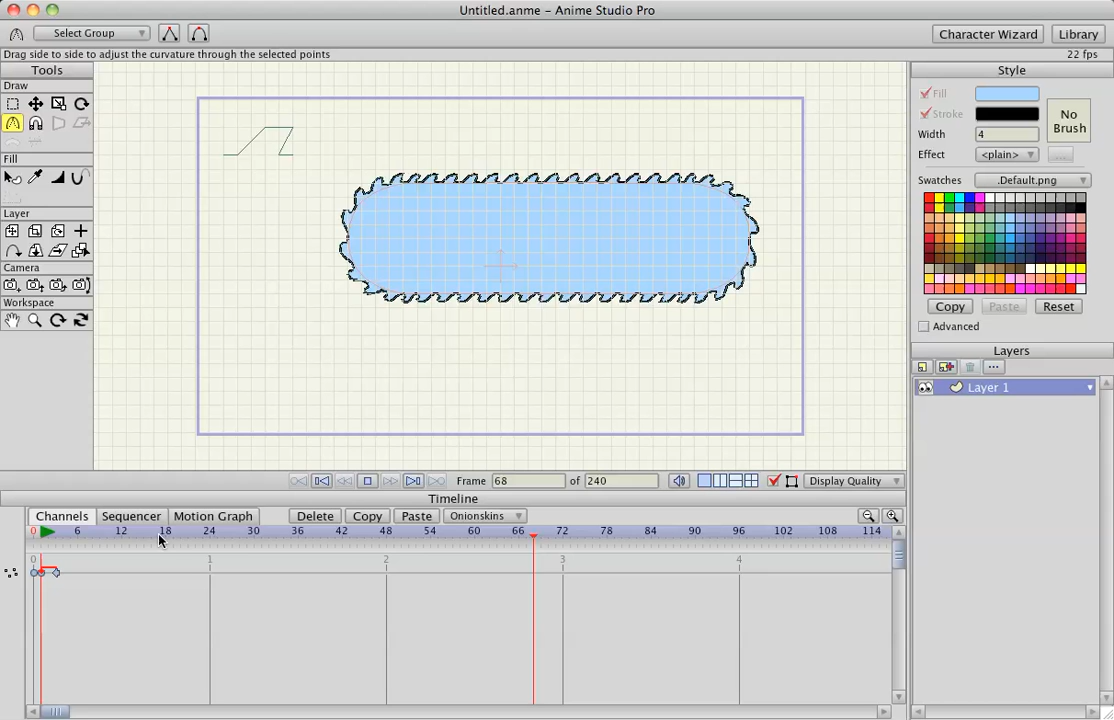 Untitled.anme – Anime Studio Pro
Select Group
Character Wizard
Library
Drag side to side to adjust the curvature through the selected points
22 fps
Tools
Draw
Fill
Layer
Camera
Workspace
Style
Fill
Stroke
No Brush
Width
4
Effect
<plain>
...
Swatches
.Default.png
Copy
Paste
Reset
Advanced
Layers
Layer 1
Frame
68
of
240
Display Quality
Timeline
Channels
Sequencer
Motion Graph
Delete
Copy
Paste
Onionskins
0 6 12 18 24 30 36 42 48 54 60 66 72 78 84 90 96 102 108 114
0 1 2 3 4